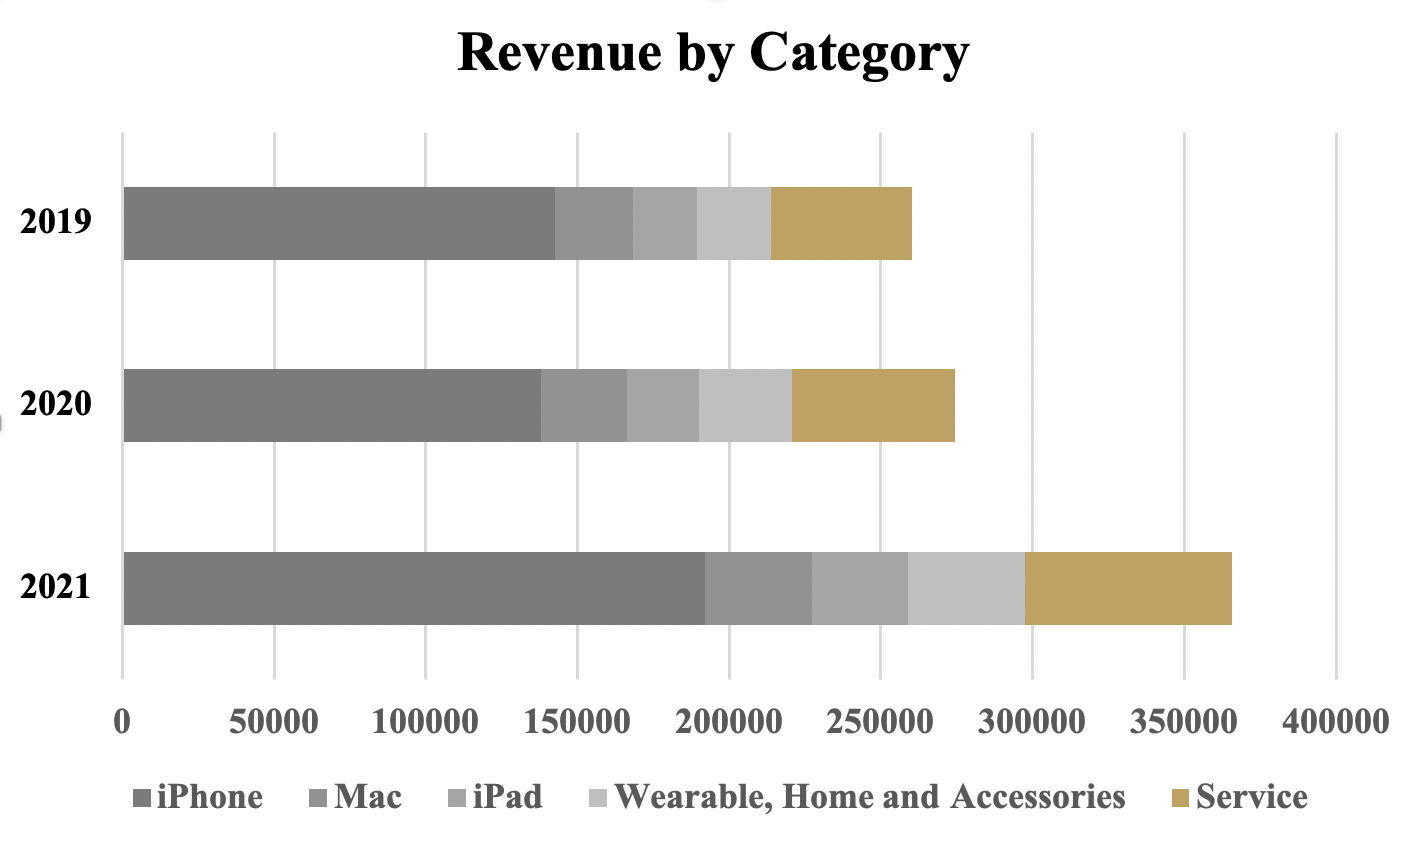 Revenue by Category
2019
2020
2021
0 50000 100000 150000 200000 250000 300000 350000 400000
iPhone Mac iPad Wearable, Home and Accessories Service